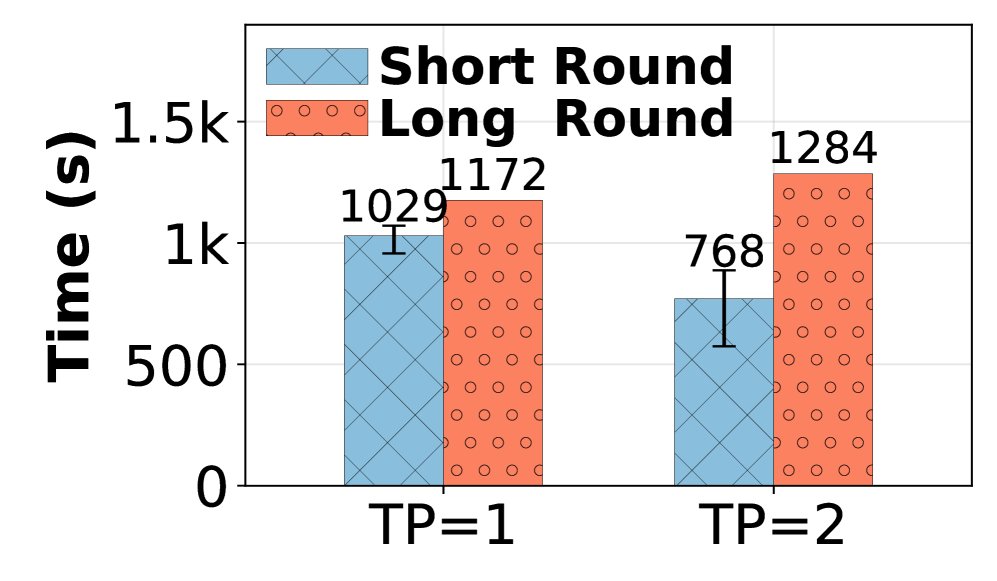 Short Round
Long Round
Time (s)
1.5k
1k
500
0
1029
1172
768
1284
TP=1
TP=2